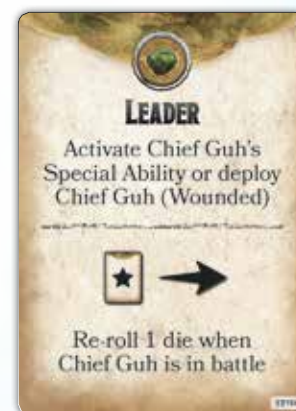 LEADER
Activate Chief Guh's
Special Ability or deploy
Chief Guh (Wounded)
Re-roll 1 die when
Chief Guh is in battle